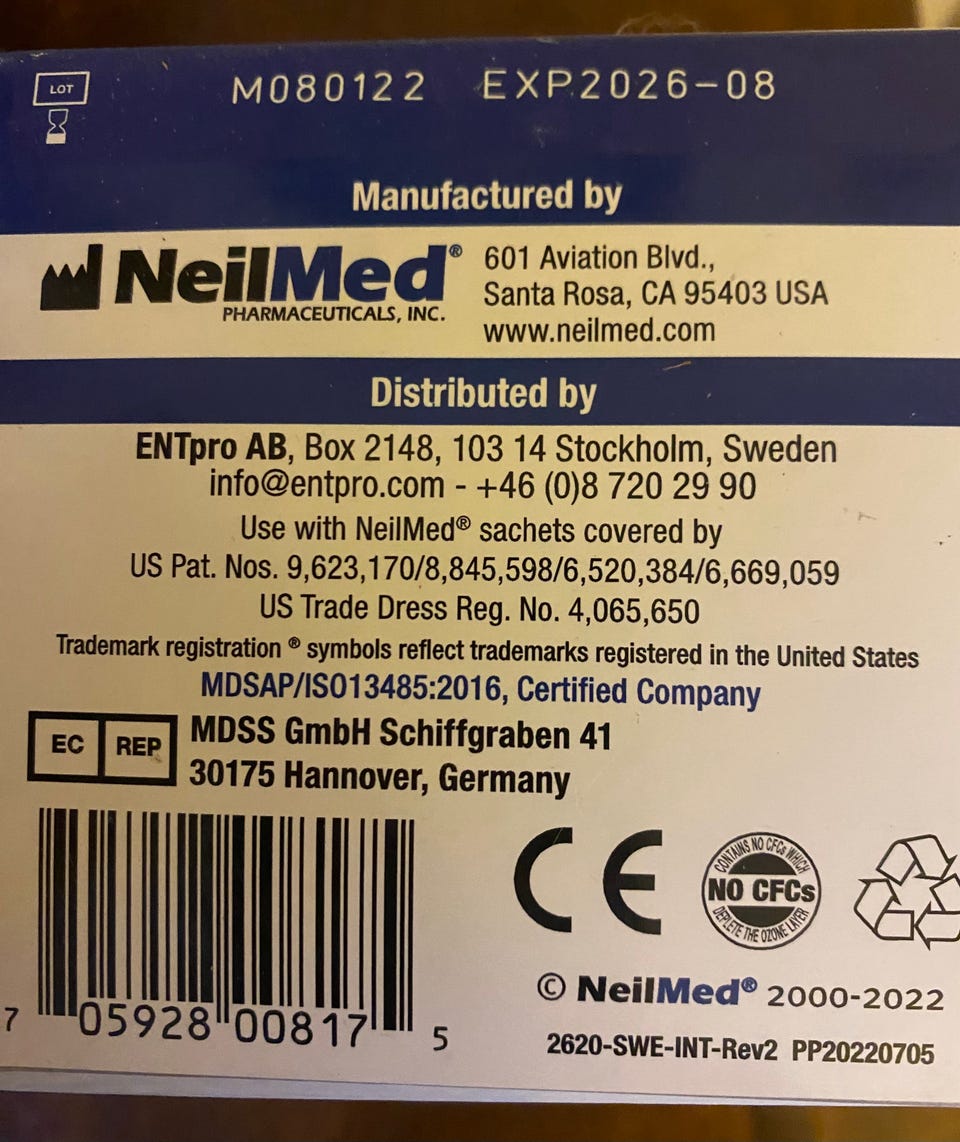 LOT M080122 EXP2026-08
Manufactured by
NeilMed®
PHARMACEUTICALS, INC.
601 Aviation Blvd.,
Santa Rosa, CA 95403 USA
www.neilmed.com
Distributed by
ENTpro AB, Box 2148, 103 14 Stockholm, Sweden
info@entpro.com - +46 (0)8 720 29 90
Use with NeilMed® sachets covered by
US Pat. Nos. 9,623,170/8,845,598/6,520,384/6,669,059
US Trade Dress Reg. No. 4,065,650
Trademark registration ® symbols reflect trademarks registered in the United States
MDSAP/ISO13485:2016, Certified Company
EC REP
MDSS GmbH Schiffgraben 41
30175 Hannover, Germany
CE
CONTAINS NO CFCs WHICH
NO CFCs
DEPLETE THE OZONE LAYER
7 05928 00817 5
© NeilMed® 2000-2022
2620-SWE-INT-Rev2 PP20220705